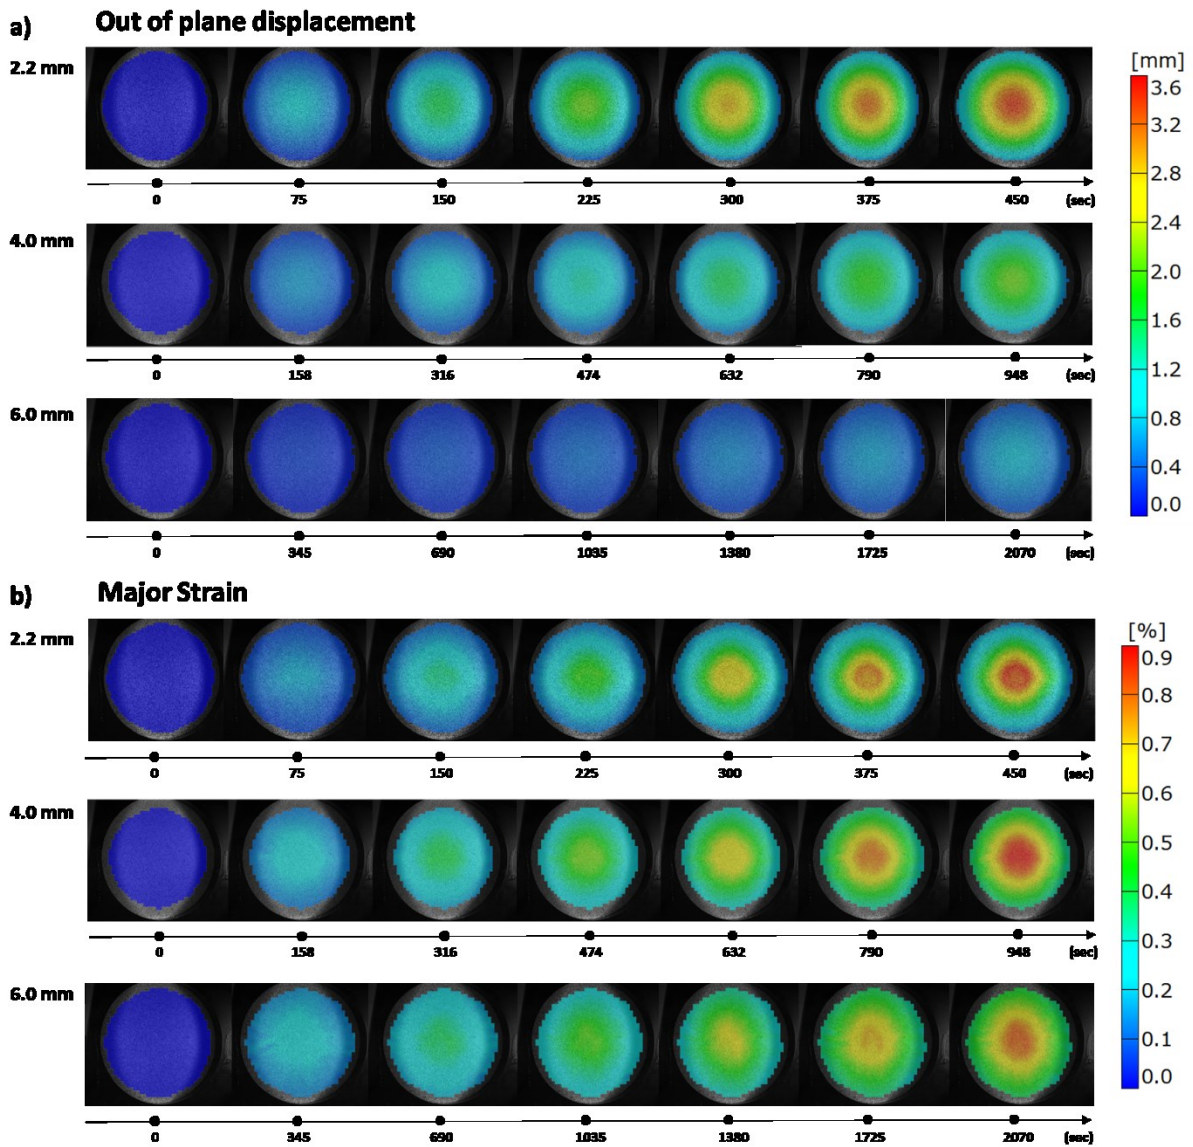 a) Out of plane displacement
2.2 mm
0 75 150 225 300 375 450 (sec)
4.0 mm
0 158 316 474 632 790 948 (sec)
6.0 mm
0 345 690 1035 1380 1725 2070 (sec)
[mm]
3.6
3.2
2.8
2.4
2.0
1.6
1.2
0.8
0.4
0.0
b) Major Strain
2.2 mm
0 75 150 225 300 375 450 (sec)
4.0 mm
0 158 316 474 632 790 948 (sec)
6.0 mm
0 345 690 1035 1380 1725 2070 (sec)
[%]
0.9
0.8
0.7
0.6
0.5
0.4
0.3
0.2
0.1
0.0